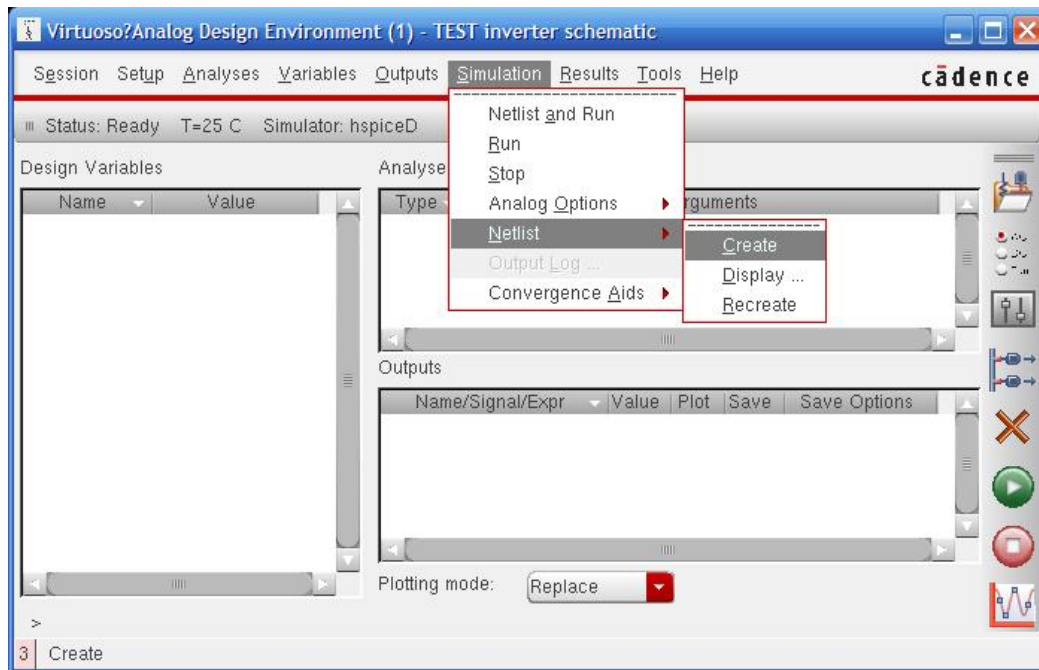 Virtuoso?Analog Design Environment (1) - TEST inverter schematic
Session Setup Analyses Variables Outputs Simulation Results Tools Help cādence
Status: Ready T=25 C Simulator: hspiceD
Netlist and Run
Run
Stop
Analog Options
Netlist
Output Log ...
Convergence Aids
Create
Display ...
Recreate
Design Variables
Name Value
Analyse
Type rguments
Outputs
Name/Signal/Expr Value Plot Save Save Options
Plotting mode: Replace
>
3 Create